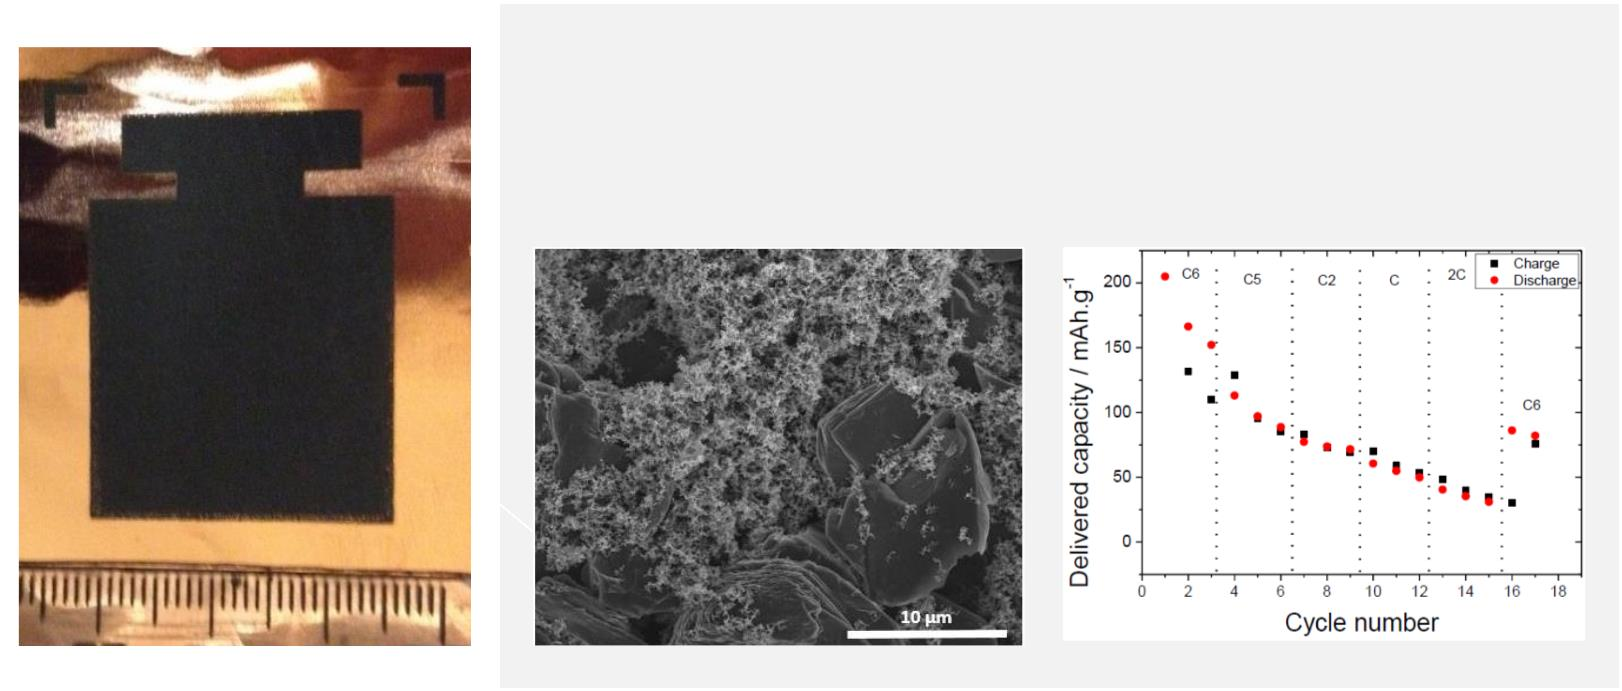 10 μm
Delivered capacity / mAh.g⁻¹
200
150
100
50
0
C6
C5
C2
C
2C
C6
Charge
Discharge
0 2 4 6 8 10 12 14 16 18
Cycle number